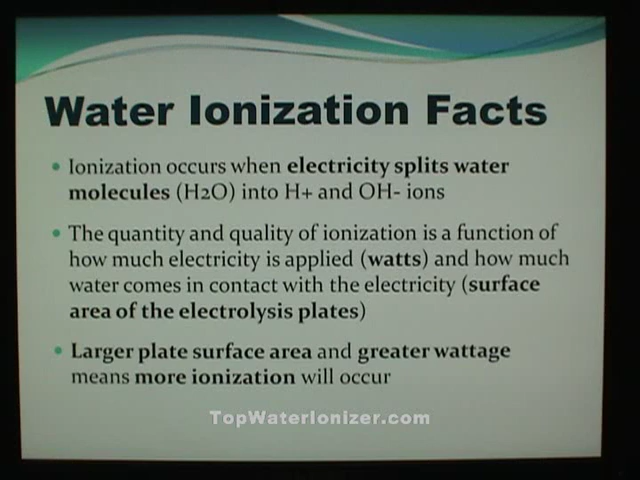 Water Ionization Facts
• Ionization occurs when electricity splits water
molecules (H2O) into H+ and OH- ions
• The quantity and quality of ionization is a function of
how much electricity is applied (watts) and how much
water comes in contact with the electricity (surface
area of the electrolysis plates)
• Larger plate surface area and greater wattage
means more ionization will occur
TopWaterIonizer.com